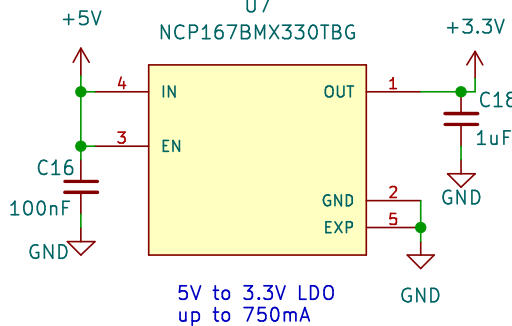 U7
+5V
NCP167BMX330TBG
+3.3V
4 IN OUT 1
C18
3 EN
1uF
C16
100nF
GND 2
GND
EXP 5
GND
GND
5V to 3.3V LDO
up to 750mA